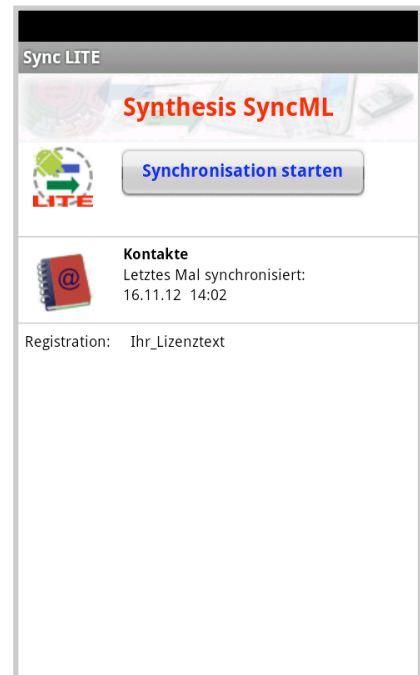 Sync LITE
Synthesis SyncML
Synchronisation starten
LITE
Kontakte
@
Letztes Mal synchronisiert:
16.11.12 14:02
Registration: Ihr_Lizenztext